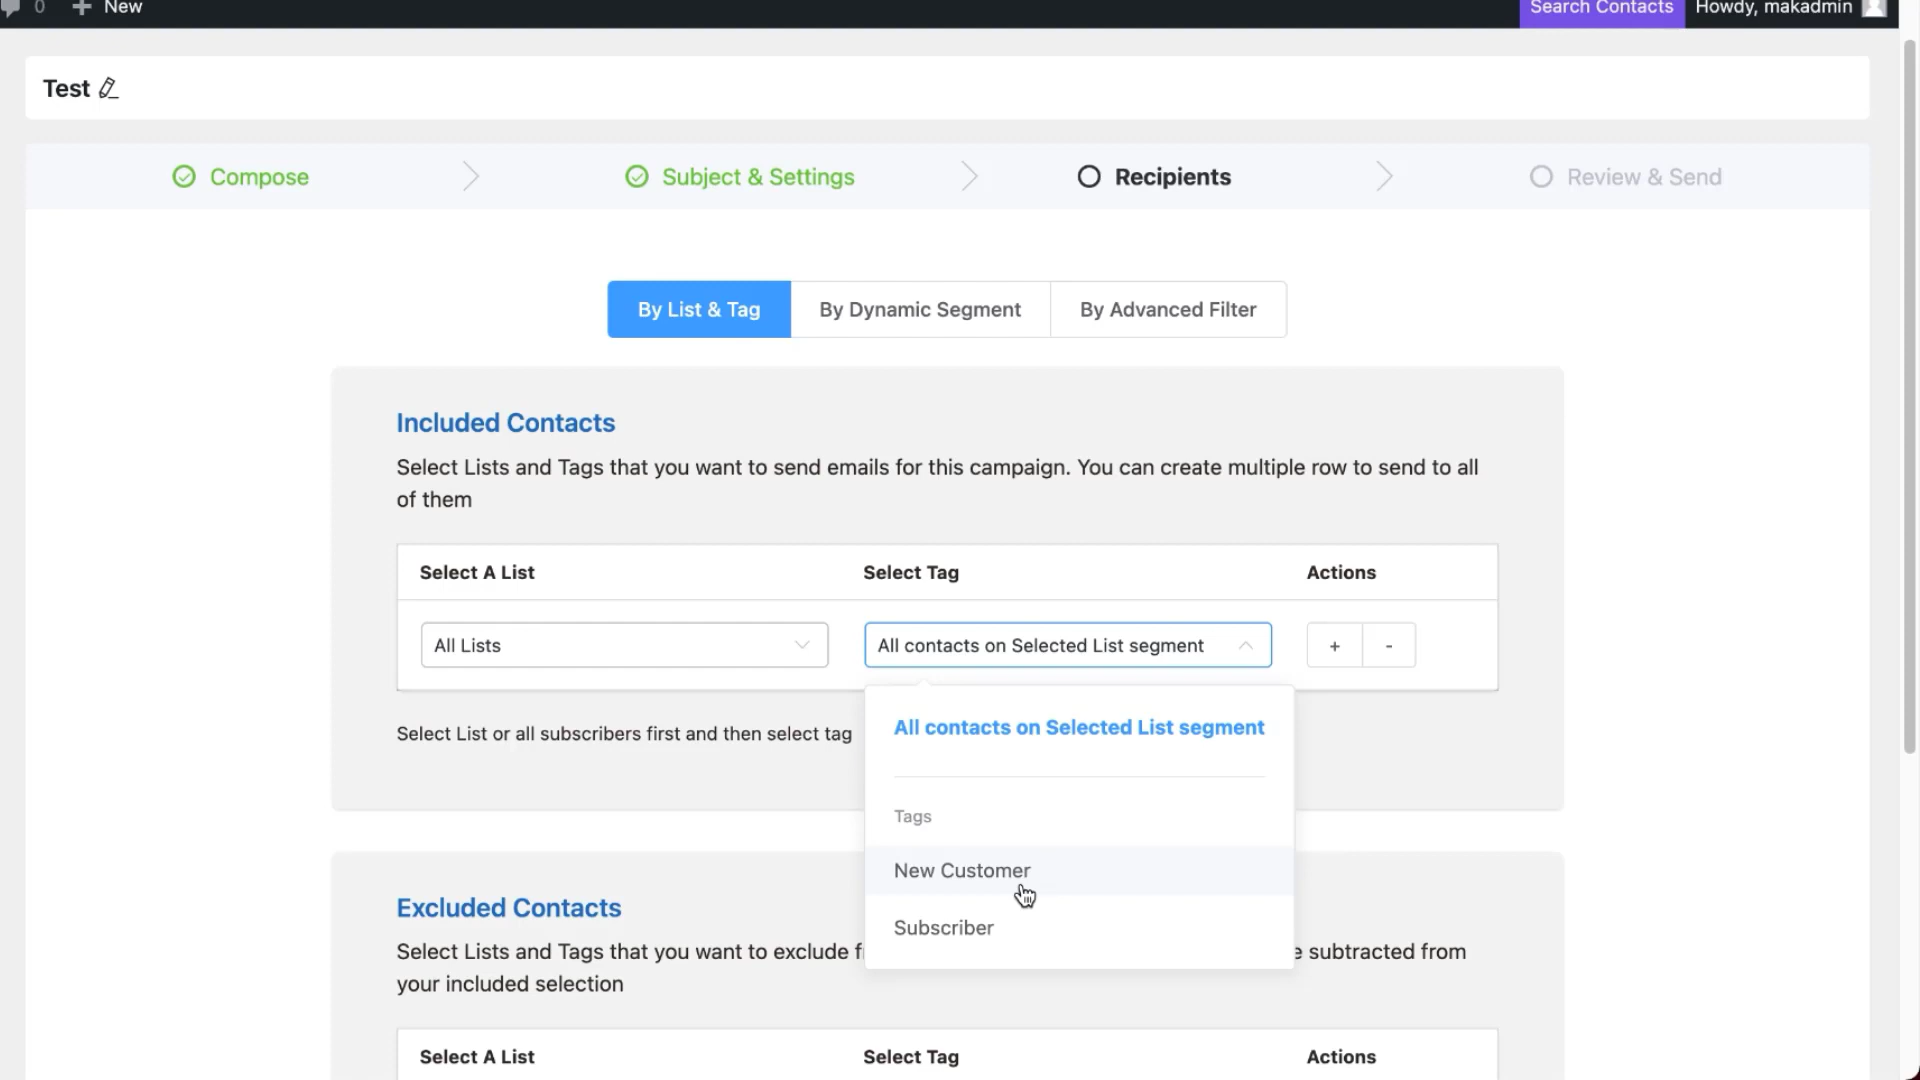 0 New Search Contacts Howdy, makadmin
Test
Compose Subject & Settings Recipients Review & Send
By List & Tag By Dynamic Segment By Advanced Filter
Included Contacts
Select Lists and Tags that you want to send emails for this campaign. You can create multiple row to send to all
of them
Select A List Select Tag Actions
All Lists All contacts on Selected List segment + -
Select List or all subscribers first and then select tag
All contacts on Selected List segment
Tags
New Customer
Subscriber
Excluded Contacts
Select Lists and Tags that you want to exclude subtracted from
your included selection
Select A List Select Tag Actions